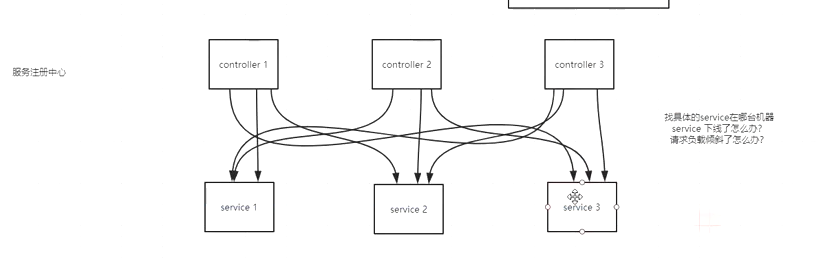 controller 1
controller 2
controller 3
服务注册中心
找具体的service在哪台机器
service 下线了怎么办?
请求负载倾斜了怎么办?
service 1
service 2
service 3